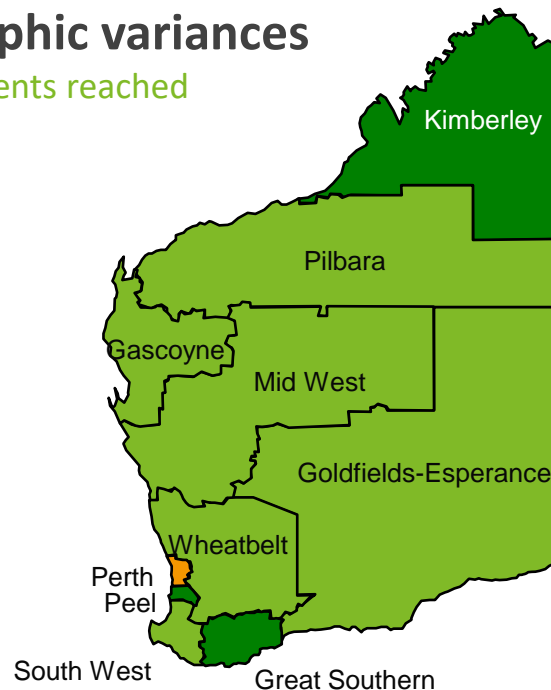 phic variances
ents reached
Kimberley
Pilbara
Gascoyne
Mid West
Goldfields-Esperance
Wheatbelt
Perth
Peel
South West
Great Southern